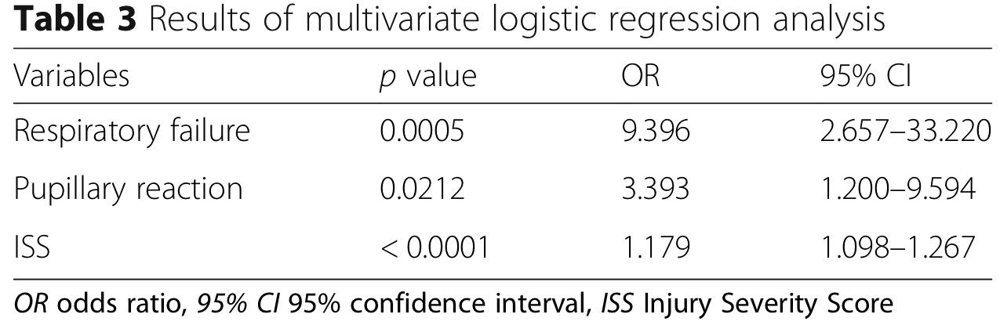 Table 3 Results of multivariate logistic regression analysis
Variables p value OR 95% CI
Respiratory failure 0.0005 9.396 2.657–33.220
Pupillary reaction 0.0212 3.393 1.200–9.594
ISS < 0.0001 1.179 1.098–1.267
OR odds ratio, 95% CI 95% confidence interval, ISS Injury Severity Score